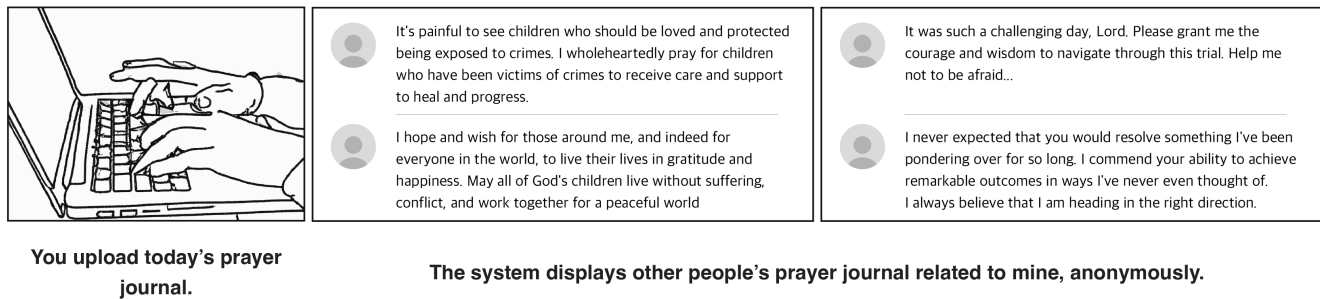 It's painful to see children who should be loved and protected
being exposed to crimes. I wholeheartedly pray for children
who have been victims of crimes to receive care and support
to heal and progress.
I hope and wish for those around me, and indeed for
everyone in the world, to live their lives in gratitude and
happiness. May all of God's children live without suffering,
conflict, and work together for a peaceful world
It was such a challenging day, Lord. Please grant me the
courage and wisdom to navigate through this trial. Help me
not to be afraid...
I never expected that you would resolve something I've been
pondering over for so long. I commend your ability to achieve
remarkable outcomes in ways I've never even thought of.
I always believe that I am heading in the right direction.
You upload today's prayer
journal.
The system displays other people's prayer journal related to mine, anonymously.